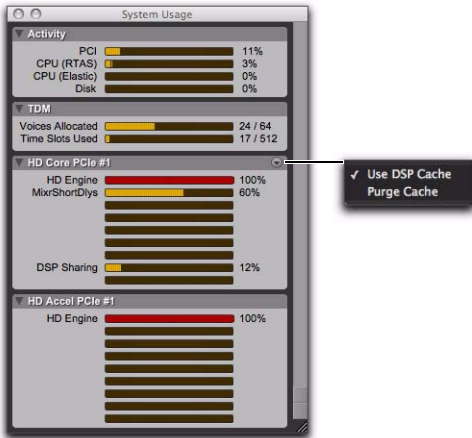 System Usage
Activity
PCI 11%
CPU (RTAS) 3%
CPU (Elastic) 0%
Disk 0%
TDM
Voices Allocated 24 / 64
Time Slots Used 17 / 512
HD Core PCIe #1
HD Engine 100%
MixrShortDlys 60%
DSP Sharing 12%
HD Accel PCIe #1
HD Engine 100%
✓ Use DSP Cache
Purge Cache